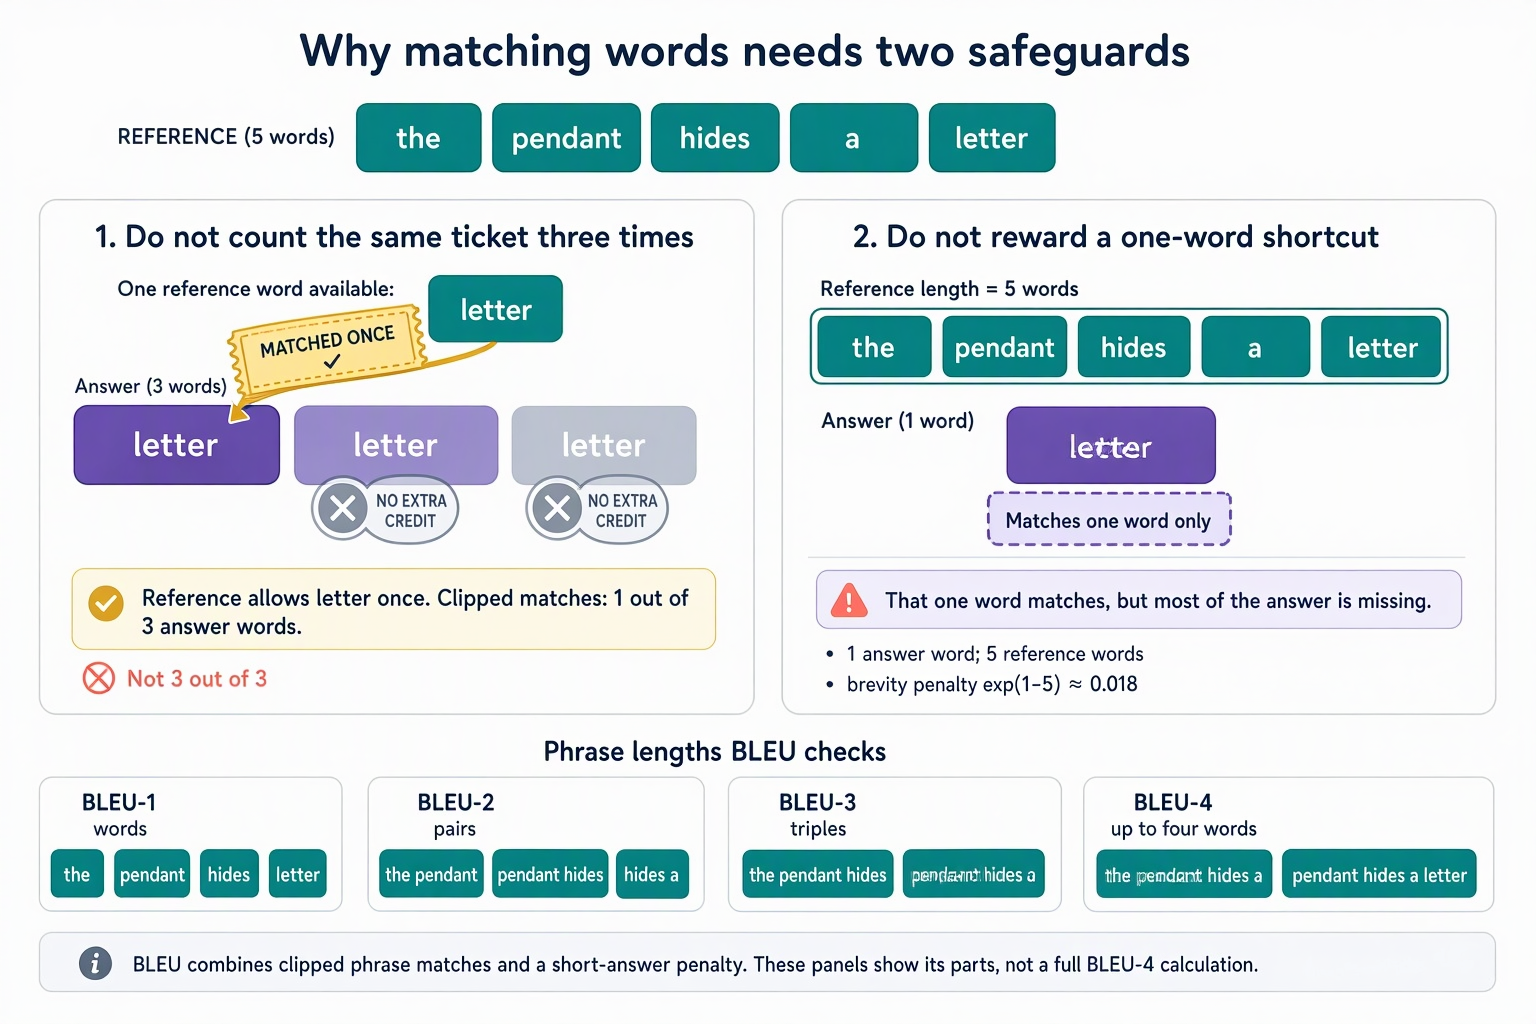 Why matching words needs two safeguards
REFERENCE (5 words) the pendant hides a letter
1. Do not count the same ticket three times
One reference word available: letter
MATCHED ONCE
Answer (3 words)
letter letter letter
NO EXTRA CREDIT
NO EXTRA CREDIT
Reference allows letter once. Clipped matches: 1 out of
3 answer words.
Not 3 out of 3
2. Do not reward a one-word shortcut
Reference length = 5 words
the pendant hides a letter
Answer (1 word) letter
Matches one word only
That one word matches, but most of the answer is missing.
• 1 answer word; 5 reference words
• brevity penalty exp(1–5) ≈ 0.018
Phrase lengths BLEU checks
BLEU-1
words
the pendant hides letter
BLEU-2
pairs
the pendant pendant hides hides a
BLEU-3
triples
the pendant hides pendant hides a
BLEU-4
up to four words
the pendant hides a pendant hides a letter
BLEU combines clipped phrase matches and a short-answer penalty. These panels show its parts, not a full BLEU-4 calculation.